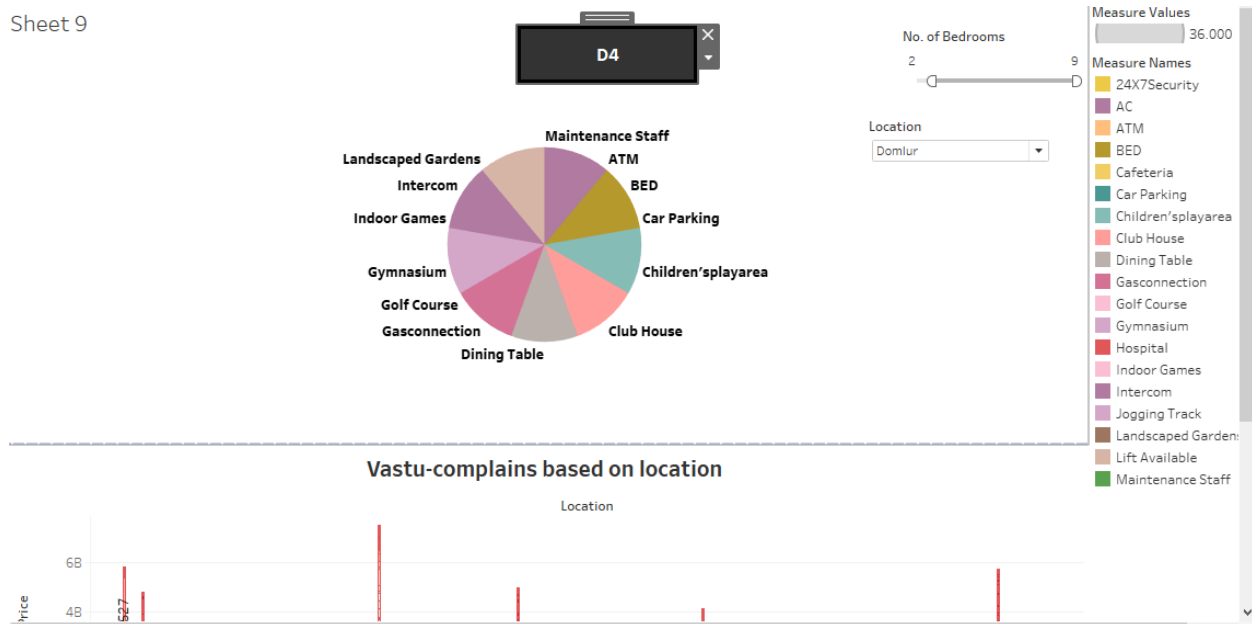 Sheet 9
D4
No. of Bedrooms
2 9
Location
Domlur
Maintenance Staff
Landscaped Gardens
ATM
Intercom
BED
Indoor Games
Car Parking
Gymnasium
Children'splayarea
Golf Course
Gasconnection
Club House
Dining Table
Measure Values
36.000
Measure Names
24X7Security
AC
ATM
BED
Cafeteria
Car Parking
Children'splayarea
Club House
Dining Table
Gasconnection
Golf Course
Gymnasium
Hospital
Indoor Games
Intercom
Jogging Track
Landscaped Garden
Lift Available
Maintenance Staff
Vastu-complains based on location
Location
6B
4B
Price
527